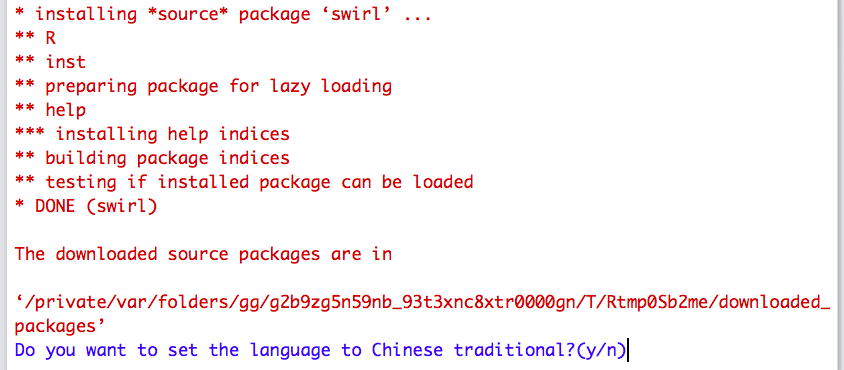 * installing *source* package ‘swirl’ ...
** R
** inst
** preparing package for lazy loading
** help
*** installing help indices
** building package indices
** testing if installed package can be loaded
* DONE (swirl)
The downloaded source packages are in
‘/private/var/folders/gg/g2b9zg5n59nb_93t3xnc8xtr0000gn/T/Rtmp0Sb2me/downloaded_
packages’
Do you want to set the language to Chinese traditional?(y/n)